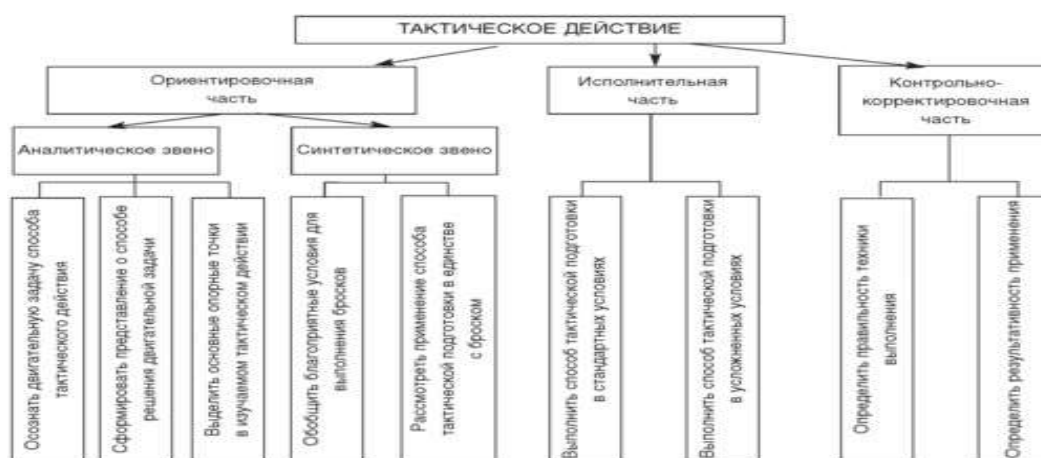 ТАКТИЧЕСКОЕ ДЕЙСТВИЕ
Ориентировочная
часть
Исполнительная
часть
Контрольно-
корректировочная
часть
Аналитическое звено
Синтетическое звено
Осознать двигательную задачу способа
тактического действия
Сформировать представление о способе
решения двигательной задачи
Выделить основные опорные точки
в изучаемом тактическом действии
Обобщить благоприятные условия для
выполнения бросков
Рассмотреть применение способа
тактической подготовки в единстве
с броском
Выполнить способ тактической подготовки
в стандартных условиях
Выполнить способ тактической подготовки
в усложненных условиях
Определить правильность техники
выполнения
Определить результативность применения